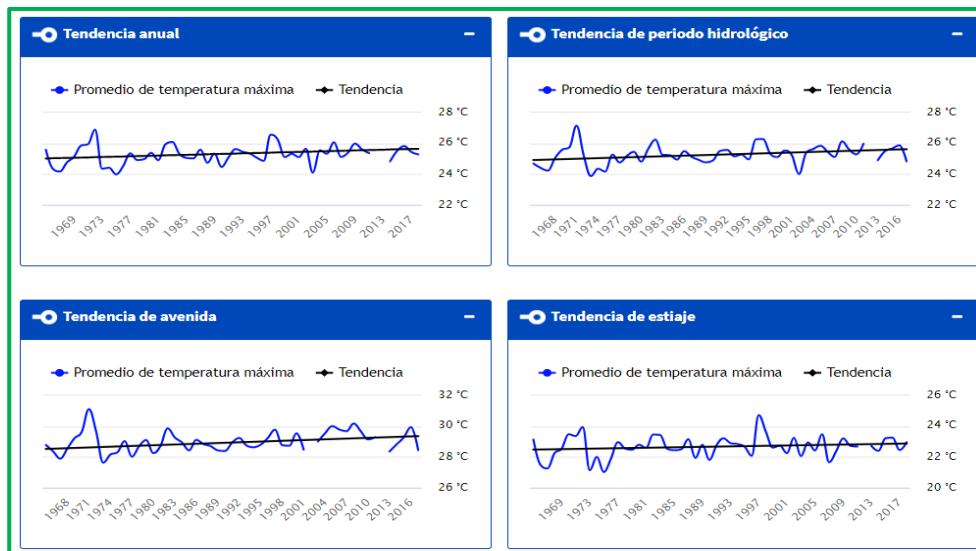 Tendencia anual
Promedio de temperatura máxima Tendencia
28 °C
26 °C
24 °C
22 °C
1969 1973 1977 1981 1985 1989 1993 1997 2001 2005 2009 2013 2017
Tendencia de periodo hidrológico
Promedio de temperatura máxima Tendencia
28 °C
26 °C
24 °C
22 °C
1968 1971 1974 1977 1980 1983 1986 1989 1992 1995 1998 2001 2004 2007 2010 2013 2016
Tendencia de avenida
Promedio de temperatura máxima Tendencia
32 °C
30 °C
28 °C
26 °C
1968 1971 1974 1977 1980 1983 1986 1989 1992 1995 1998 2001 2004 2007 2010 2013 2016
Tendencia de estiaje
Promedio de temperatura máxima Tendencia
26 °C
24 °C
22 °C
20 °C
1969 1973 1977 1981 1985 1989 1993 1997 2001 2005 2009 2013 2017